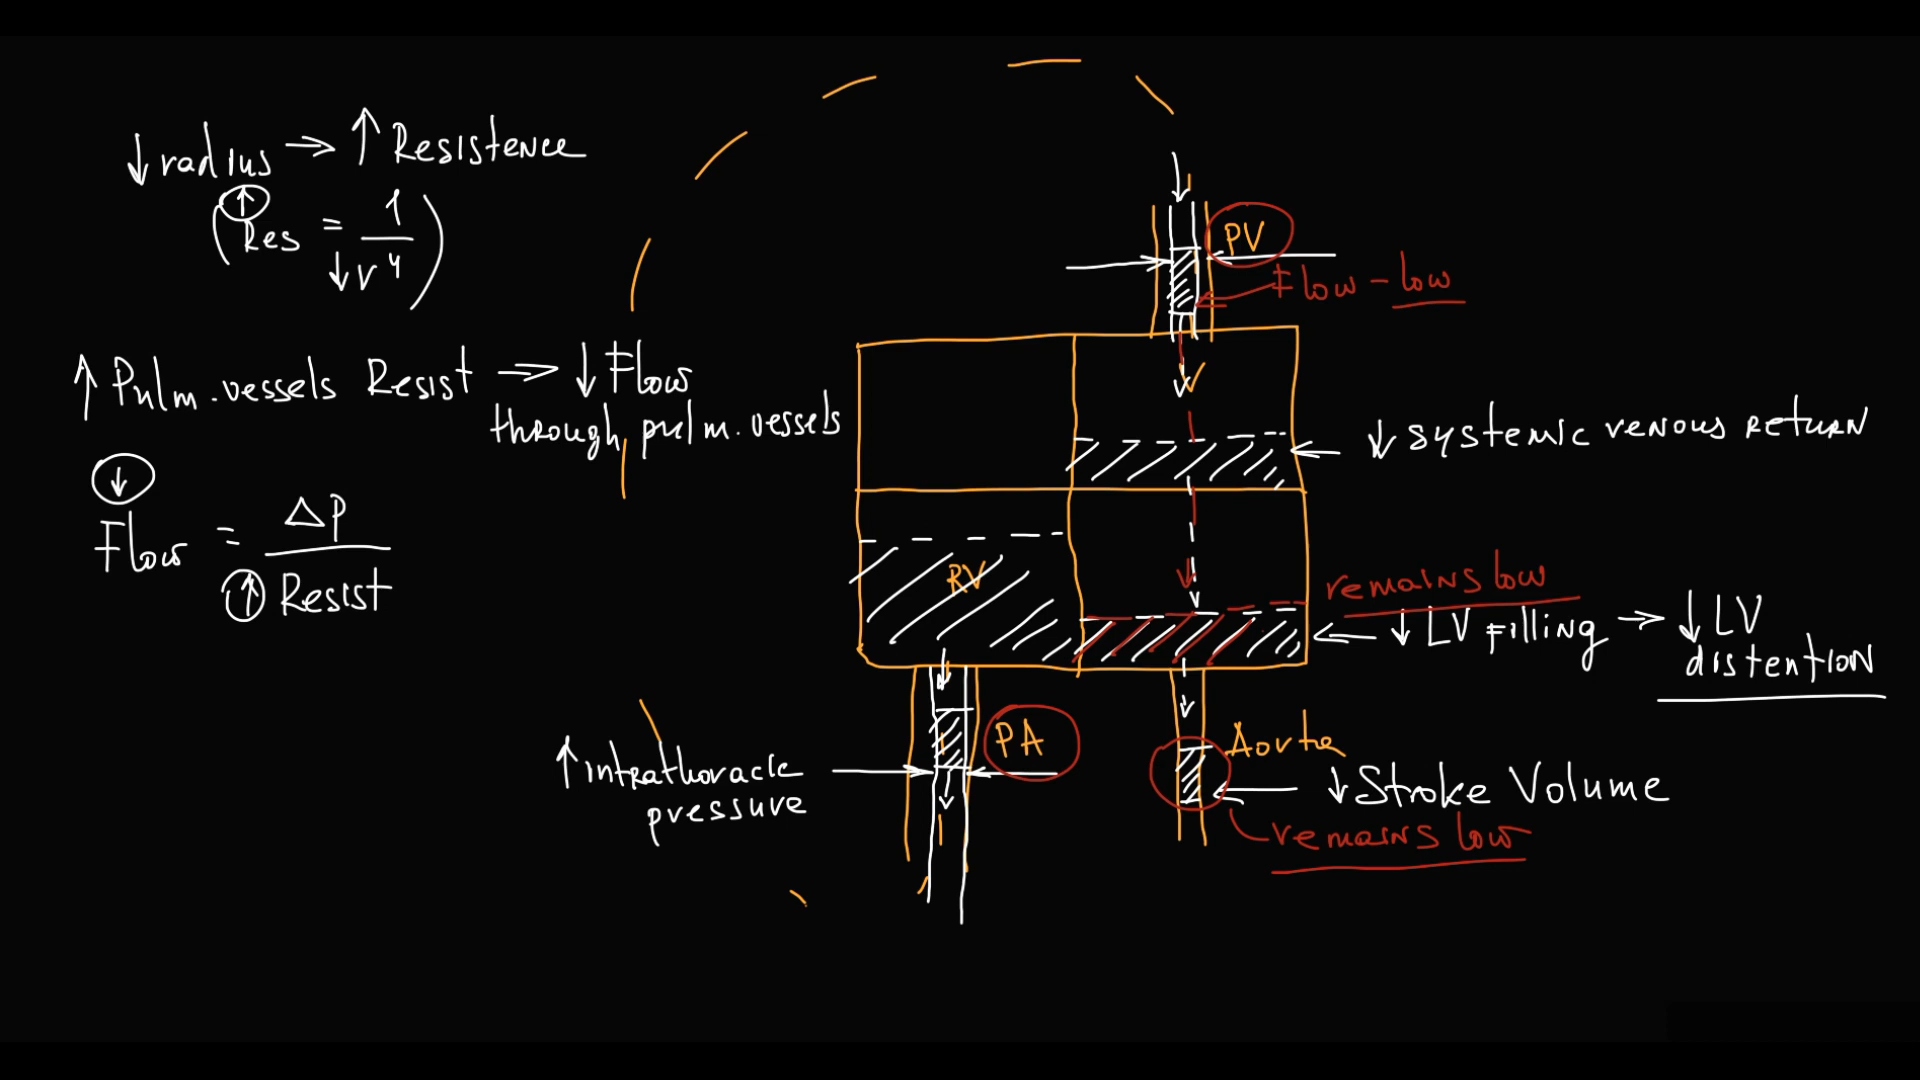 ↓ radius → ↑ Resistence
(↑ Res = 1 / ↓ r⁴)
↑ Pulm. vessels Resist → ↓ Flow
through pulm. vessels
↓ Flow = ΔP / ↑ Resist
PV
Flow - low
↓ systemic venous return
RV
remains low
↓ LV filling → ↓ LV
distention
PA
Aorta
↑ intrathoracic
pressure
↓ Stroke Volume
remains low